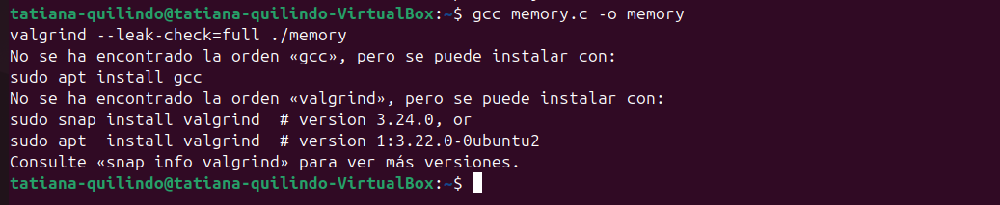 tatiana-quilindo@tatiana-quilindo-VirtualBox:~$ gcc memory.c -o memory
valgrind --leak-check=full ./memory
No se ha encontrado la orden «gcc», pero se puede instalar con:
sudo apt install gcc
No se ha encontrado la orden «valgrind», pero se puede instalar con:
sudo snap install valgrind  # version 3.24.0, or
sudo apt  install valgrind  # version 1:3.22.0-0ubuntu2
Consulte «snap info valgrind» para ver más versiones.
tatiana-quilindo@tatiana-quilindo-VirtualBox:~$